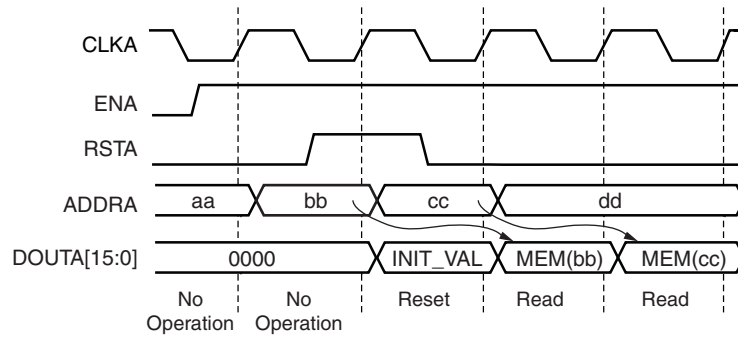 CLKA
ENA
RSTA
ADDRA aa bb cc dd
DOUTA[15:0] 0000 INIT_VAL MEM(bb) MEM(cc)
No Operation
No Operation
Reset
Read
Read